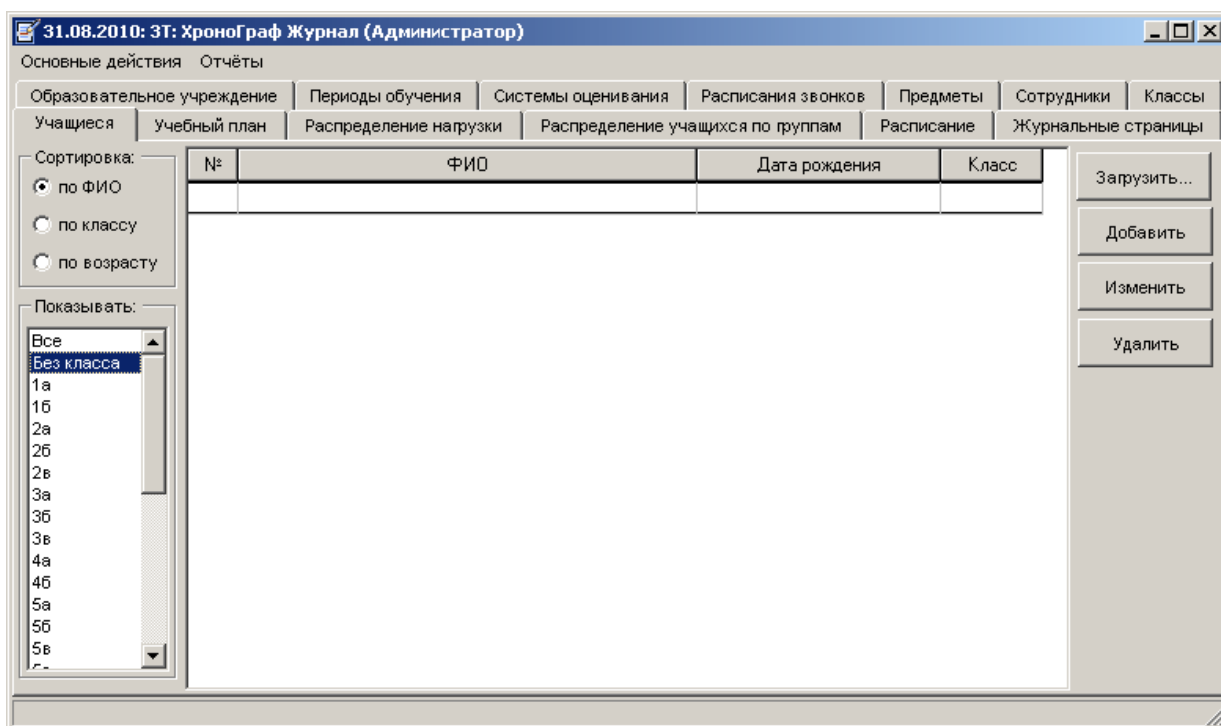 31.08.2010: 3Т: ХроноГраф Журнал (Администратор)
Основные действия Отчёты
Образовательное учреждение Периоды обучения Системы оценивания Расписания звонков Предметы Сотрудники Классы
Учащиеся Учебный план Распределение нагрузки Распределение учащихся по группам Расписание Журнальные страницы
Сортировка:
по ФИО
по классу
по возрасту
Показывать:
Все
Без класса
1а
1б
2а
2б
2в
3а
3б
3в
4а
4б
5а
5б
5в
№ ФИО Дата рождения Класс
Загрузить...
Добавить
Изменить
Удалить